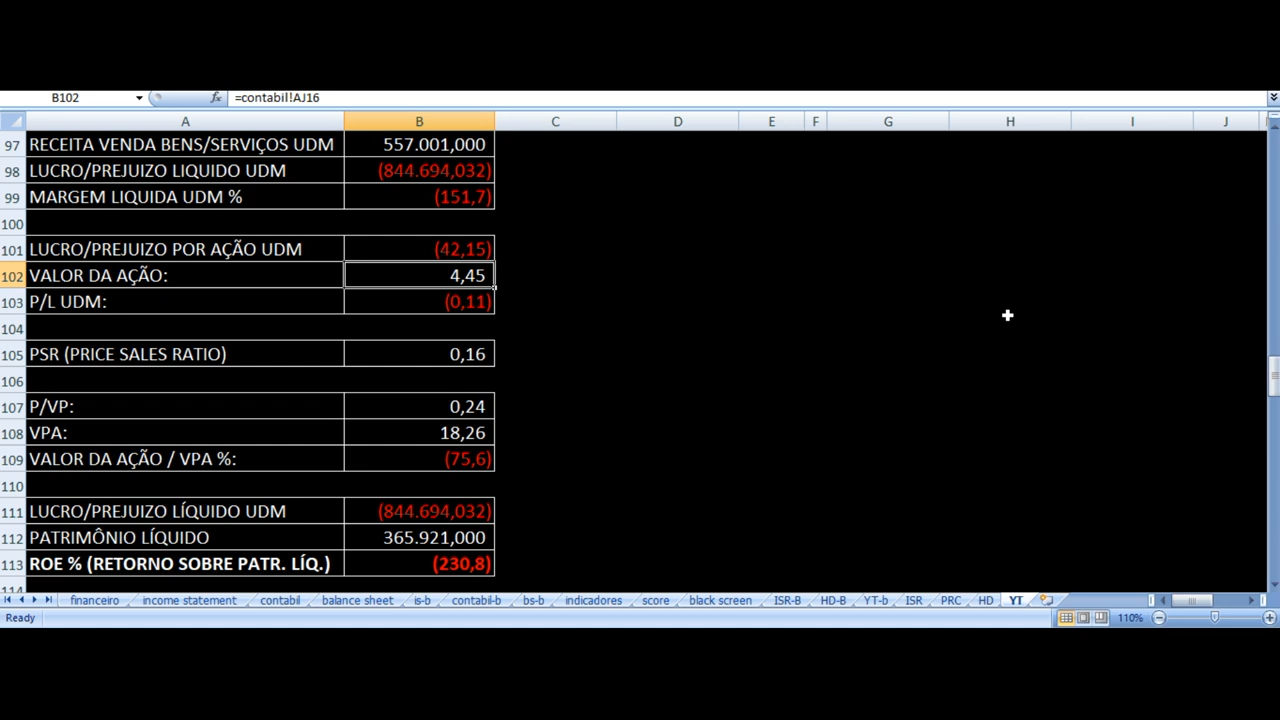 B102 fx =contabil!AJ16
A B C D E F G H I J
97 RECEITA VENDA BENS/SERVIÇOS UDM 557.001,000
98 LUCRO/PREJUIZO LIQUIDO UDM (844.694,032)
99 MARGEM LIQUIDA UDM % (151,7)
100
101 LUCRO/PREJUIZO POR AÇÃO UDM (42,15)
102 VALOR DA AÇÃO: 4,45
103 P/L UDM: (0,11)
104
105 PSR (PRICE SALES RATIO) 0,16
106
107 P/VP: 0,24
108 VPA: 18,26
109 VALOR DA AÇÃO / VPA %: (75,6)
110
111 LUCRO/PREJUIZO LÍQUIDO UDM (844.694,032)
112 PATRIMÔNIO LÍQUIDO 365.921,000
113 ROE % (RETORNO SOBRE PATR. LÍQ.) (230,8)
114
financeiro income statement contabil balance sheet is-b contabil-b bs-b indicadores score black screen ISR-B HD-B YT-b ISR PRC HD YT
Ready 110%